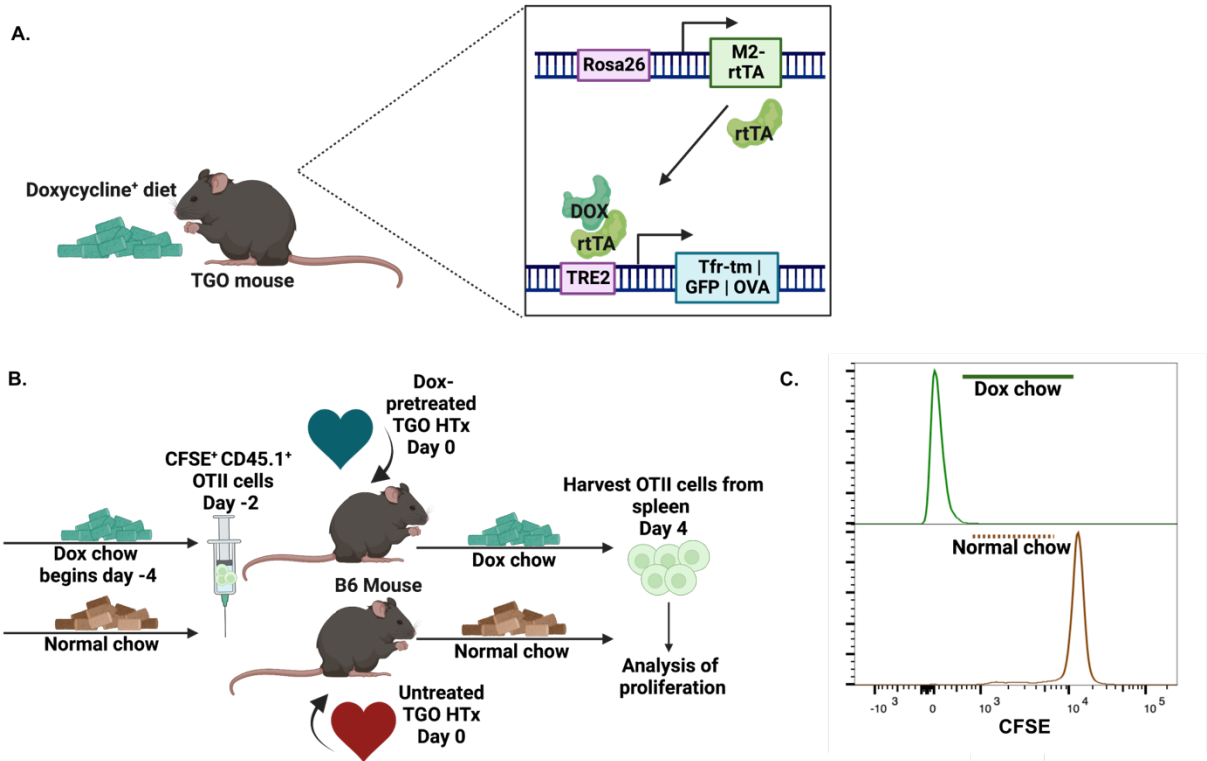 A.
Doxycycline⁺ diet
TGO mouse
Rosa26
M2-
rtTA
rtTA
DOX
rtTA
TRE2
Tfr-tm |
GFP | OVA
B.
CFSE⁺ CD45.1⁺
OTII cells
Day -2
Dox-
pretreated
TGO HTx
Day 0
Dox chow
begins day -4
Normal chow
B6 Mouse
Dox chow
Normal chow
Untreated
TGO HTx
Day 0
Harvest OTII cells from
spleen
Day 4
Analysis of
proliferation
C.
Dox chow
Normal chow
-10³ 0 10³ 10⁴ 10⁵
CFSE